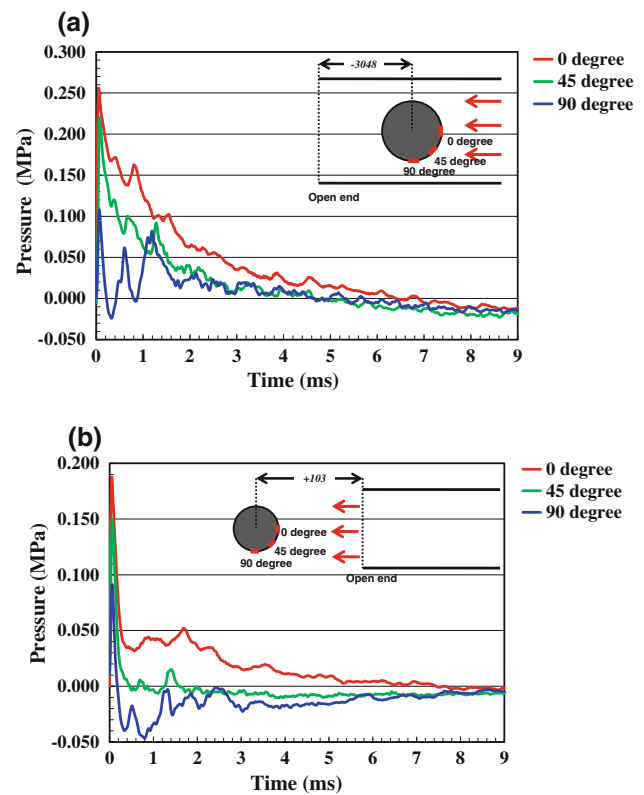 (a)
0.300
0.250
0.200
0.150
0.100
0.050
0.000
-0.050
Pressure (MPa)
0 1 2 3 4 5 6 7 8 9
Time (ms)
-3048
0 degree
45 degree
90 degree
Open end
0 degree
45 degree
90 degree
(b)
0.200
0.150
0.100
0.050
0.000
-0.050
Pressure (MPa)
0 1 2 3 4 5 6 7 8 9
Time (ms)
+103
0 degree
45 degree
90 degree
Open end
0 degree
45 degree
90 degree